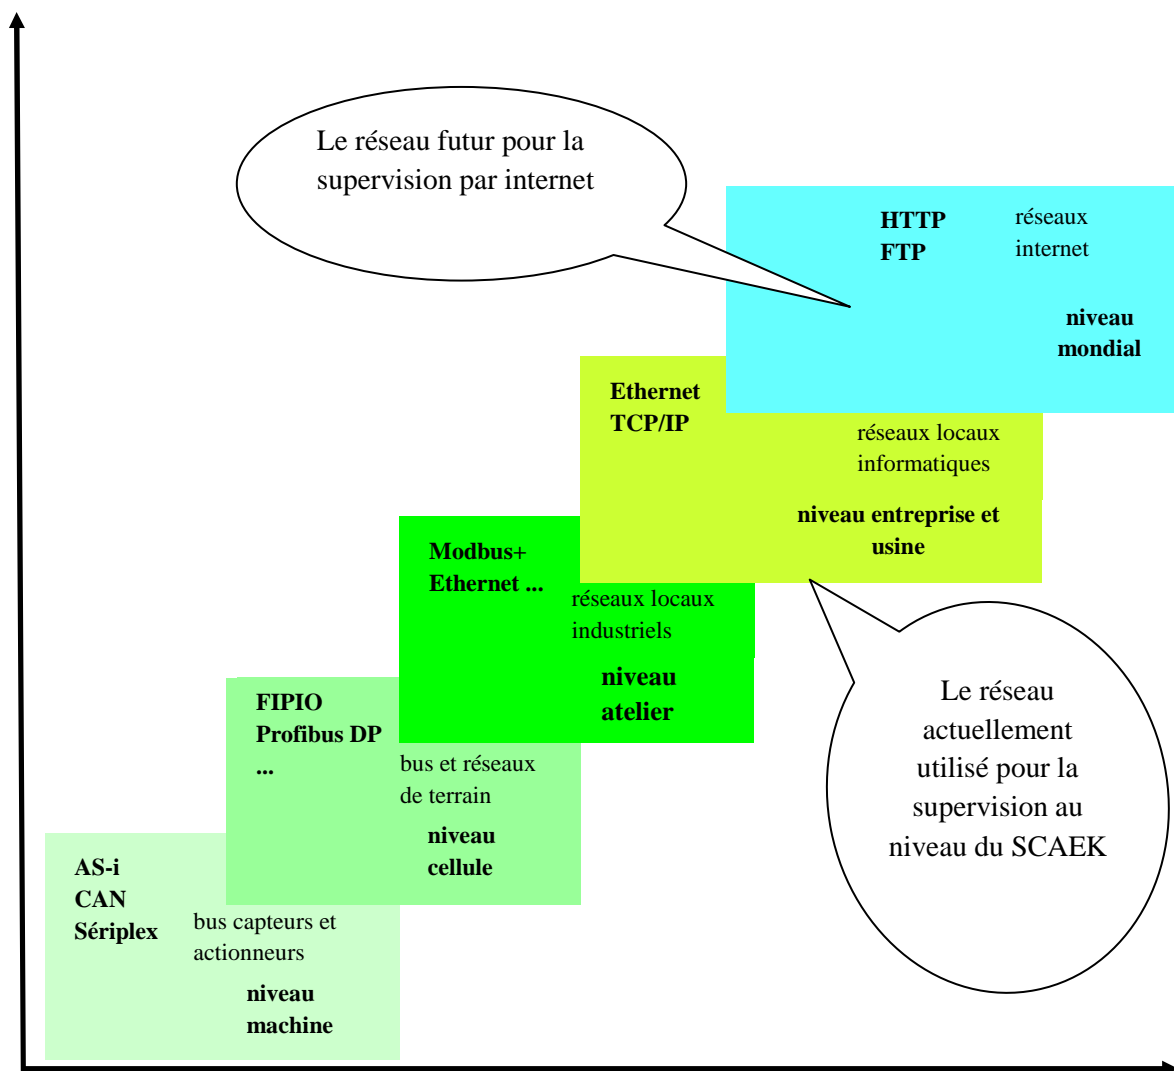 Le réseau futur pour la
supervision par internet
HTTP
FTP
réseaux
internet
niveau
mondial
Ethernet
TCP/IP
réseaux locaux
informatiques
niveau entreprise et
usine
Modbus+
Ethernet ...
réseaux locaux
industriels
niveau
atelier
Le réseau
actuellement
utilisé pour la
supervision au
niveau du SCAEK
FIPIO
Profibus DP
...
bus et réseaux
de terrain
niveau
cellule
AS-i
CAN
Sériplex
bus capteurs et
actionneurs
niveau
machine